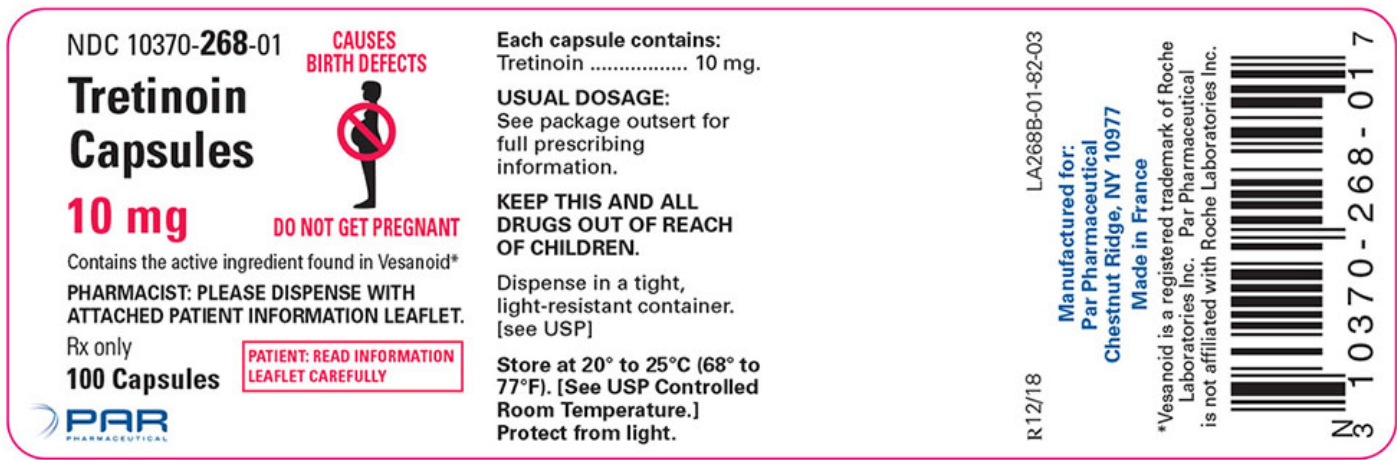 NDC 10370-268-01
Tretinoin
Capsules
10 mg
CAUSES
BIRTH DEFECTS
DO NOT GET PREGNANT
Contains the active ingredient found in Vesanoid*
PHARMACIST: PLEASE DISPENSE WITH
ATTACHED PATIENT INFORMATION LEAFLET.
Rx only
100 Capsules
PATIENT: READ INFORMATION
LEAFLET CAREFULLY
PAR
PHARMACEUTICAL
Each capsule contains:
Tretinoin ................. 10 mg.
USUAL DOSAGE:
See package outsert for
full prescribing
information.
KEEP THIS AND ALL
DRUGS OUT OF REACH
OF CHILDREN.
Dispense in a tight,
light-resistant container.
[see USP]
Store at 20° to 25°C (68° to
77°F). [See USP Controlled
Room Temperature.]
Protect from light.
R12/18
LA268B-01-82-03
Manufactured for:
Par Pharmaceutical
Chestnut Ridge, NY 10977
Made in France
*Vesanoid is a registered trademark of Roche
Laboratories Inc. Par Pharmaceutical
is not affiliated with Roche Laboratories Inc.
N
3 10370-268-01 7